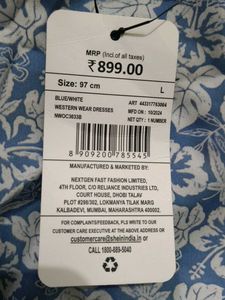 MRP (Incl.of all taxes)
₹899.00
Size: 97 cm L
BLUE/WHITE
WESTERN WEAR DRESSES
NWOC3633B
ART 443317763004
MFD ON : 10/2024
NET QTY : 1 NUMBER
8 909200 785545
MANUFACTURED & MARKETED BY:
NEXTGEN FAST FASHION LIMITED,
4TH FLOOR, C/O RELIANCE INDUSTRIES LTD,
COURT HOUSE, DHOBI TALAV
PLOT #298/302, LOKMANYA TILAK MARG
KALBADEVI, MUMBAI, MAHARASHTRA 400002.
FOR COMPLAINTS/FEEDBACK, PLS WRITE TO
OUR CUSTOMER CARE EXECUTIVE AT THE ABOVE ADDRESS OR
customercare@sheinindia.in or
CALL 1800-889-5040